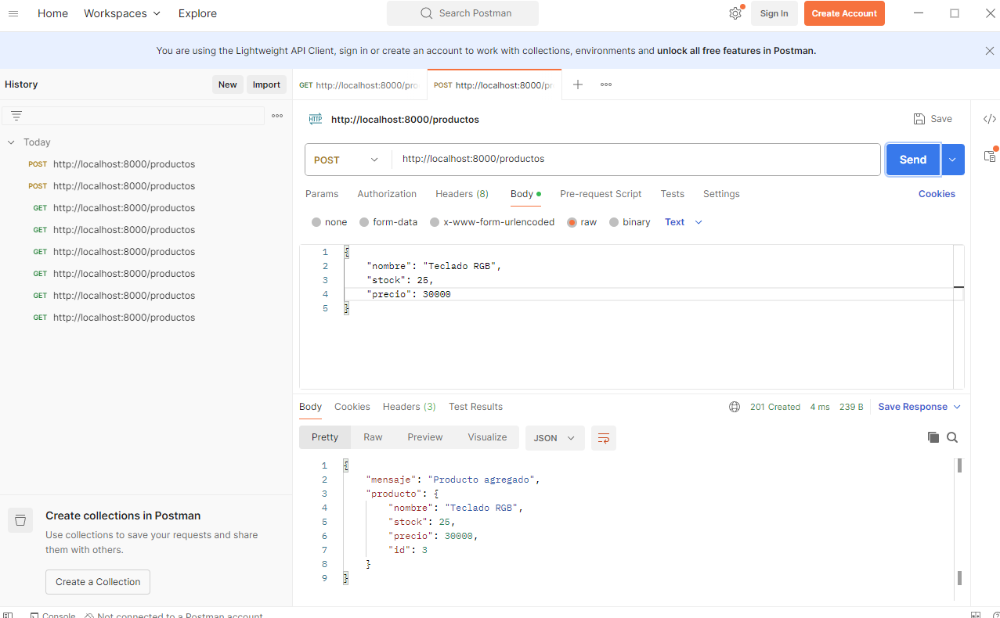 Home Workspaces Explore Search Postman Sign In Create Account
You are using the Lightweight API Client, sign in or create an account to work with collections, environments and unlock all free features in Postman.
History New Import
GET http://localhost:8000/pro POST http://localhost:8000/pr
HTTP http://localhost:8000/productos Save
Today
POST http://localhost:8000/productos
POST http://localhost:8000/productos
GET http://localhost:8000/productos
GET http://localhost:8000/productos
GET http://localhost:8000/productos
GET http://localhost:8000/productos
GET http://localhost:8000/productos
GET http://localhost:8000/productos
Create collections in Postman
Use collections to save your requests and share
them with others.
Create a Collection
POST http://localhost:8000/productos Send
Params Authorization Headers (8) Body Pre-request Script Tests Settings Cookies
none form-data x-www-form-urlencoded raw binary Text
1 {
2 "nombre": "Teclado RGB",
3 "stock": 25,
4 "precio": 30000
5 }
Body Cookies Headers (3) Test Results 201 Created 4 ms 239 B Save Response
Pretty Raw Preview Visualize JSON
1 {
2 "mensaje": "Producto agregado",
3 "producto": {
4 "nombre": "Teclado RGB",
5 "stock": 25,
6 "precio": 30000,
7 "id": 3
8 }
9 }
Console Not connected to a Postman account